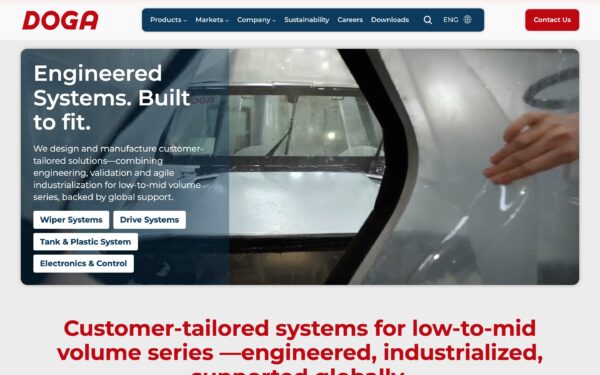 DOGA
Products Markets Company Sustainability Careers Downloads ENG Contact Us
DOGA
Engineered
Systems. Built
to fit.
We design and manufacture customer-
tailored solutions—combining
engineering, validation and agile
industrialization for low-to-mid volume
series, backed by global support.
Wiper Systems Drive Systems
Tank & Plastic System
Electronics & Control
Customer-tailored systems for low-to-mid
volume series —engineered, industrialized,
supported globally